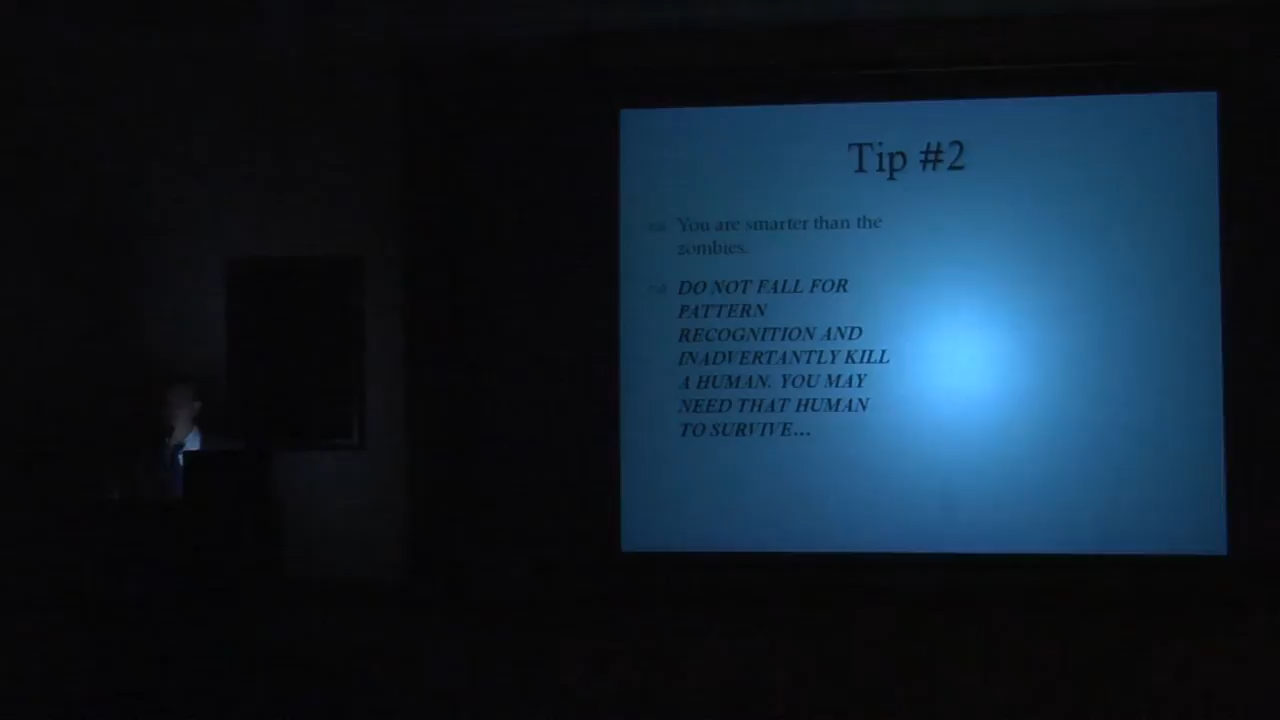 Tip #2
You are smarter than the
zombies.
DO NOT FALL FOR
PATTERN
RECOGNITION AND
INADVERTANTLY KILL
A HUMAN. YOU MAY
NEED THAT HUMAN
TO SURVIVE...